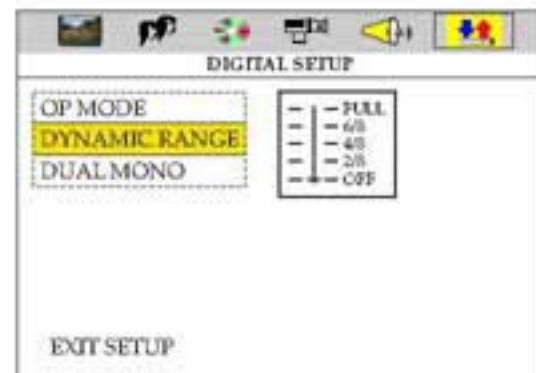 DIGITAL SETUP
OP MODE
DYNAMIC RANGE
DUAL MONO
FULL
6/8
4/8
2/8
OFF
EXIT SETUP